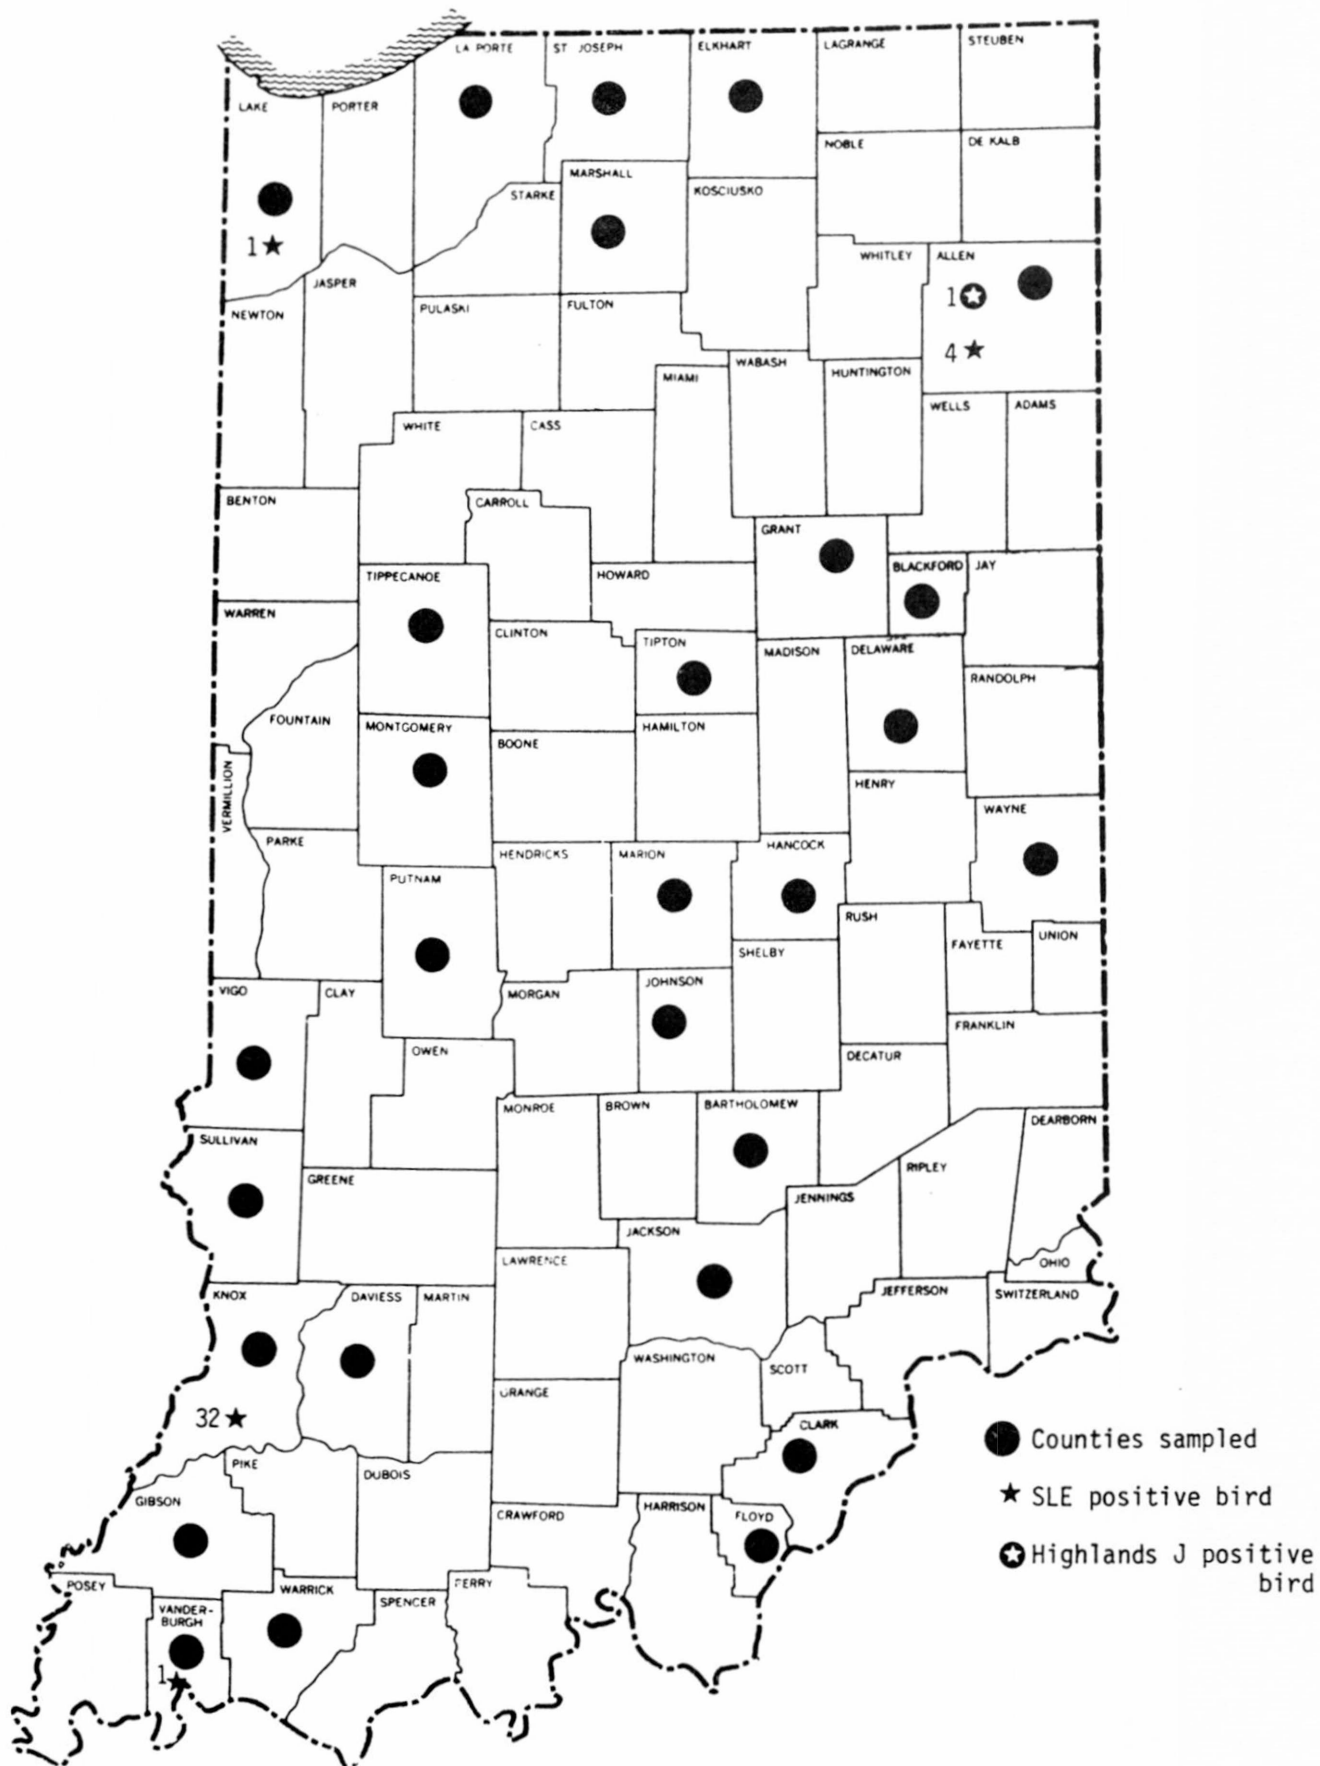 LA PORTE
ST JOSEPH
ELKHART
LAGRANGE
STEUBEN
LAKE
PORTER
NOBLE
DE KALB
MARSHALL
STARKE
KOSCIUSKO
1
WHITLEY
ALLEN
JASPER
NEWTON
PULASKI
FULTON
1
4
WABASH
MIAMI
HUNTINGTON
WELLS
ADAMS
WHITE
CASS
BENTON
CARROLL
GRANT
TIPPECANOE
HOWARD
BLACKFORD
JAY
WARREN
CLINTON
TIPTON
MADISON
DELAWARE
RANDOLPH
FOUNTAIN
MONTGOMERY
BOONE
HAMILTON
VERMILLION
HENRY
WAYNE
PARKE
HENDRICKS
MARION
HANCOCK
PUTNAM
RUSH
FAYETTE
UNION
SHELBY
VIGO
CLAY
MORGAN
JOHNSON
FRANKLIN
OWEN
DECATUR
MONROE
BROWN
BARTHOLOMEW
DEARBORN
SULLIVAN
RIPLEY
GREENE
JENNINGS
JACKSON
LAWRENCE
OHIO
KNOX
DAVIESS
MARTIN
JEFFERSON
SWITZERLAND
WASHINGTON
SCOTT
ORANGE
32
CLARK
Counties sampled
PIKE
DUBOIS
SLE positive bird
GIBSON
CRAWFORD
HARRISON
FLOYD
Highlands J positive
bird
POSEY
WARRICK
SPENCER
PERRY
VANDER-
BURGH
1